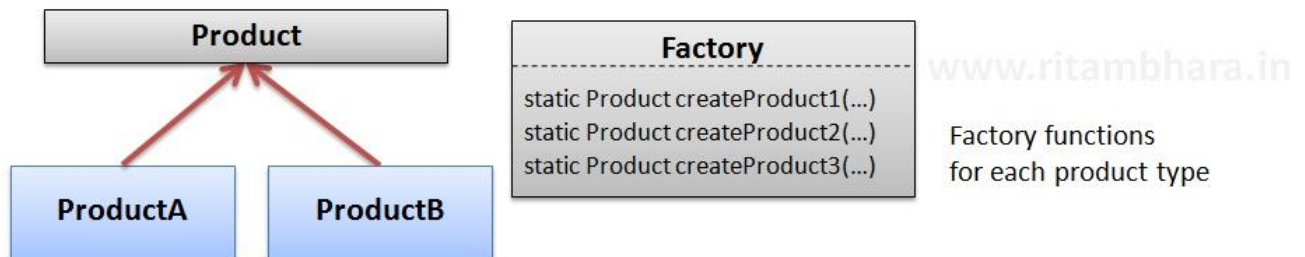 Product
ProductA
ProductB
Factory
static Product createProduct1(...)
static Product createProduct2(...)
static Product createProduct3(...)
www.ritambhara.in
Factory functions
for each product type